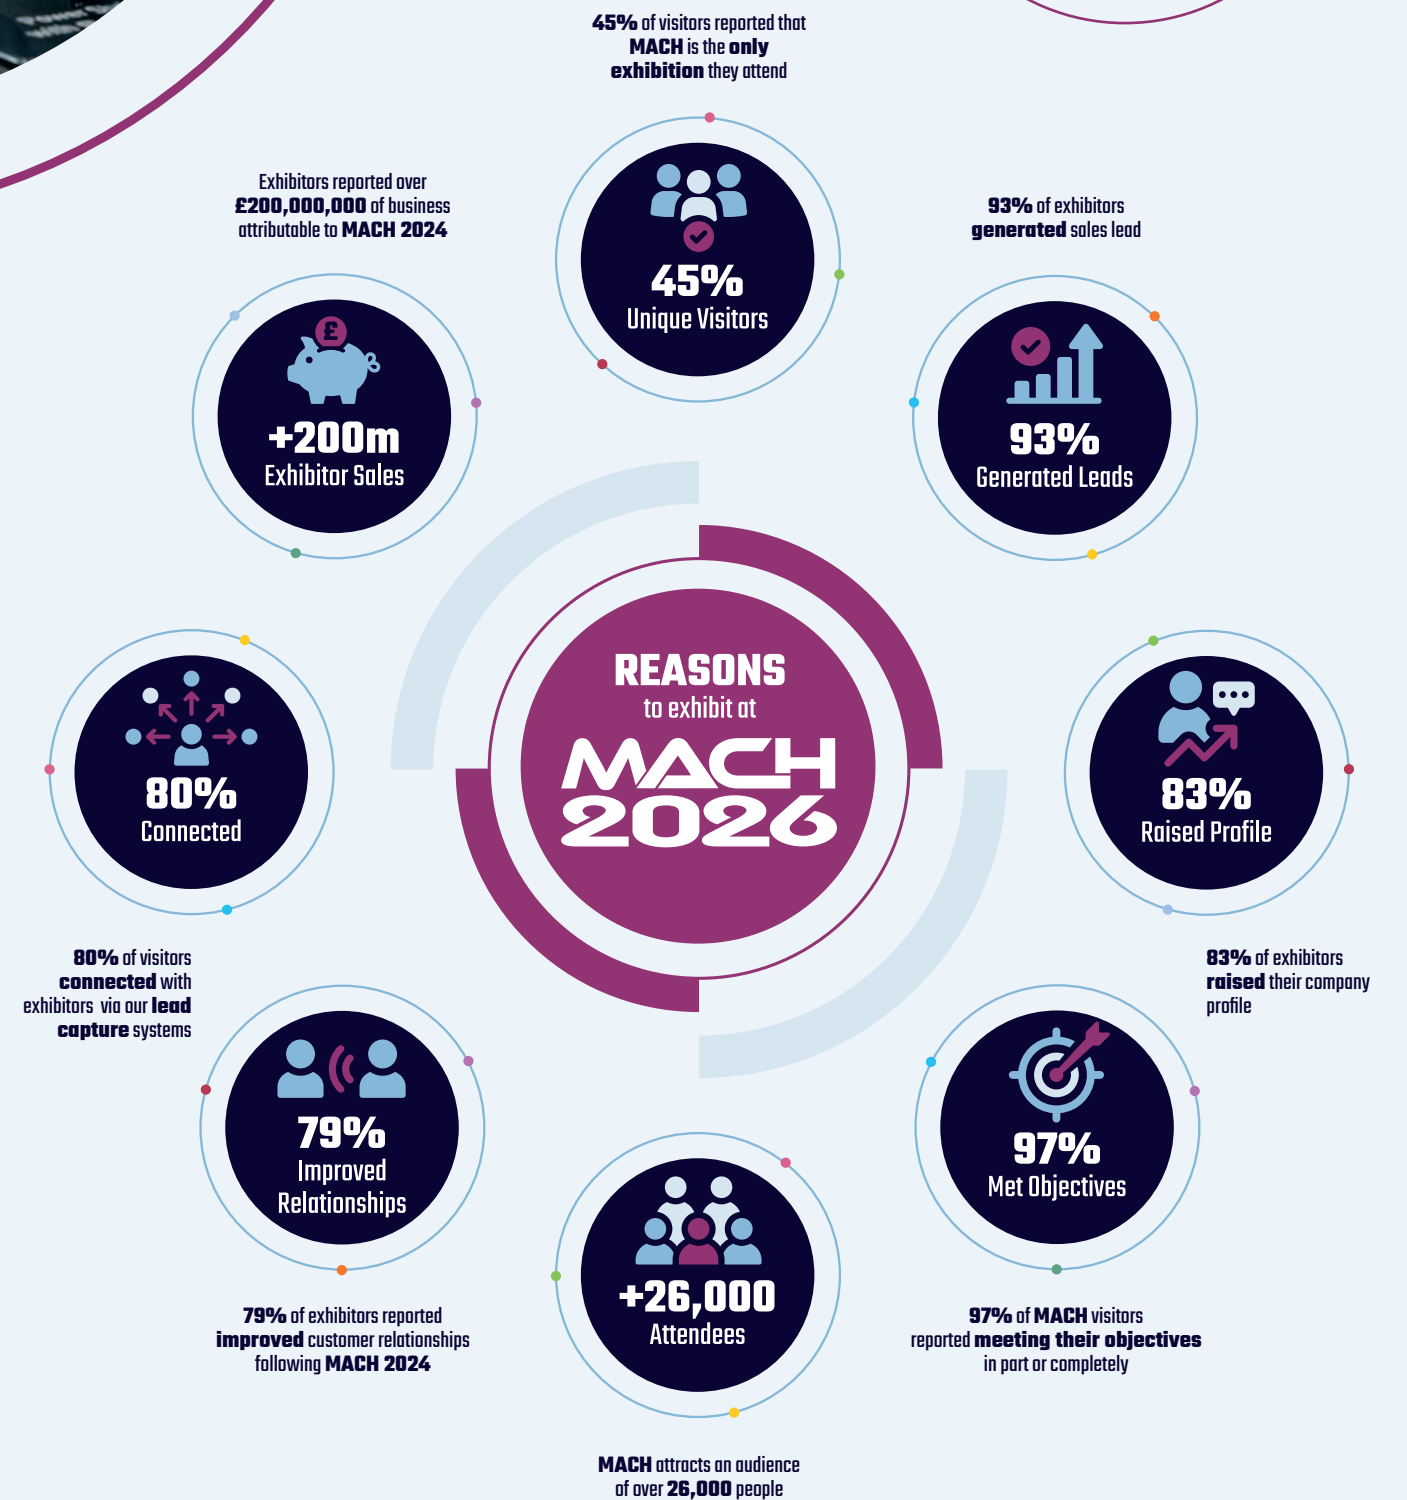 45% of visitors reported that
MACH is the only
exhibition they attend
45%
Unique Visitors
Exhibitors reported over
£200,000,000 of business
attributable to MACH 2024
£
+200m
Exhibitor Sales
93% of exhibitors
generated sales lead
93%
Generated Leads
REASONS
to exhibit at
MACH
2026
80%
Connected
80% of visitors
connected with
exhibitors via our lead
capture systems
83%
Raised Profile
83% of exhibitors
raised their company
profile
79%
Improved
Relationships
79% of exhibitors reported
improved customer relationships
following MACH 2024
97%
Met Objectives
97% of MACH visitors
reported meeting their objectives
in part or completely
+26,000
Attendees
MACH attracts an audience
of over 26,000 people